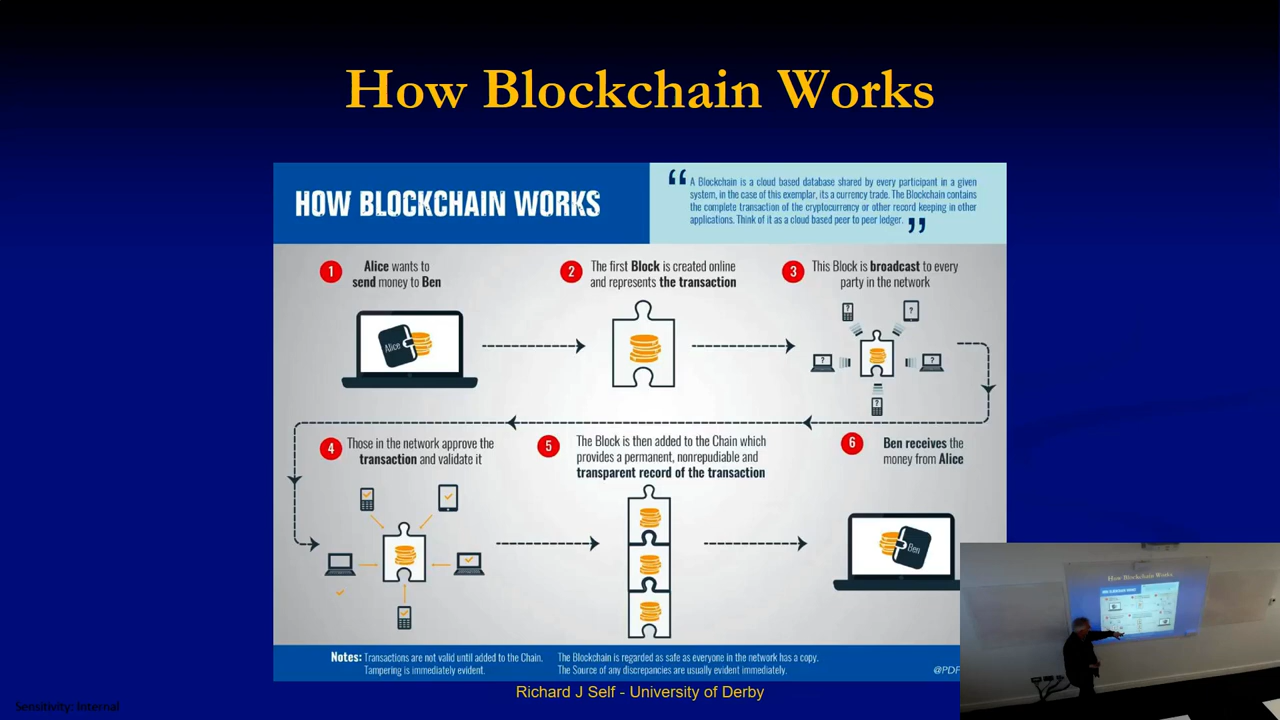 How Blockchain Works
HOW BLOCKCHAIN WORKS
“ A Blockchain is a cloud based database shared by every participant in a given
system, in the case of this exemplar, its a currency trade. The Blockchain contains
the complete transaction of the cryptocurrency or other record keeping in other
applications. Think of it as a cloud based peer to peer ledger. ”
1 Alice wants to
send money to Ben
Alice
2 The first Block is created online
and represents the transaction
3 This Block is broadcast to every
party in the network
?
?
?
?
?
4 Those in the network approve the
transaction and validate it
5 The Block is then added to the Chain which
provides a permanent, nonrepudiable and
transparent record of the transaction
6 Ben receives the
money from Alice
Ben
Notes: Transactions are not valid until added to the Chain.
Tampering is immediately evident.
The Blockchain is regarded as safe as everyone in the network has a copy.
The Source of any discrepancies are usually evident immediately.
@PDF
Richard J Self - University of Derby
Sensitivity: Internal
How Blockchain Works
HOW BLOCKCHAIN WORKS